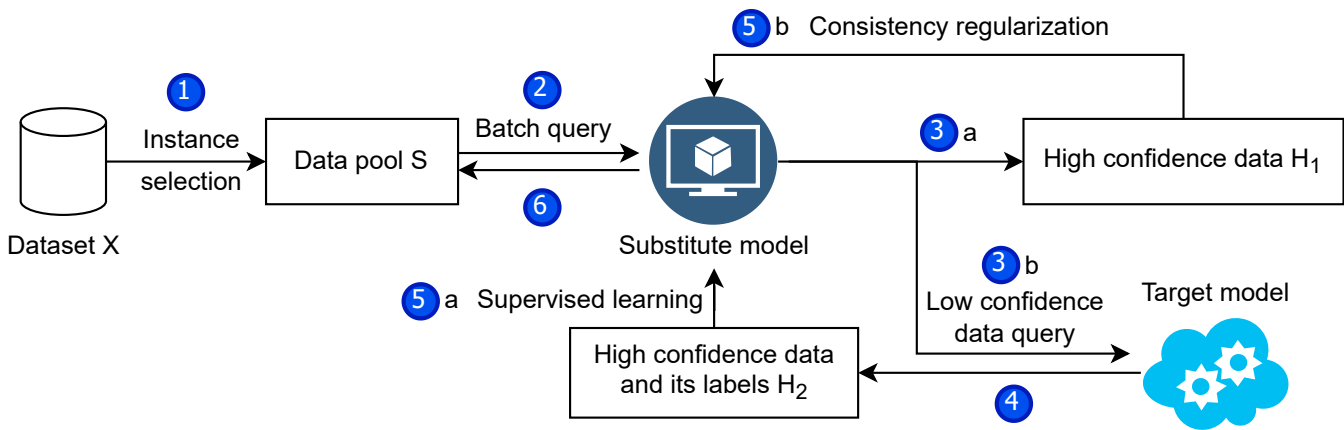 5 b Consistency regularization
1
Instance
selection
2
Batch query
3 a
Data pool S
High confidence data H1
6
Dataset X
Substitute model
3 b
Low confidence
data query
5 a Supervised learning
Target model
High confidence data
and its labels H2
4